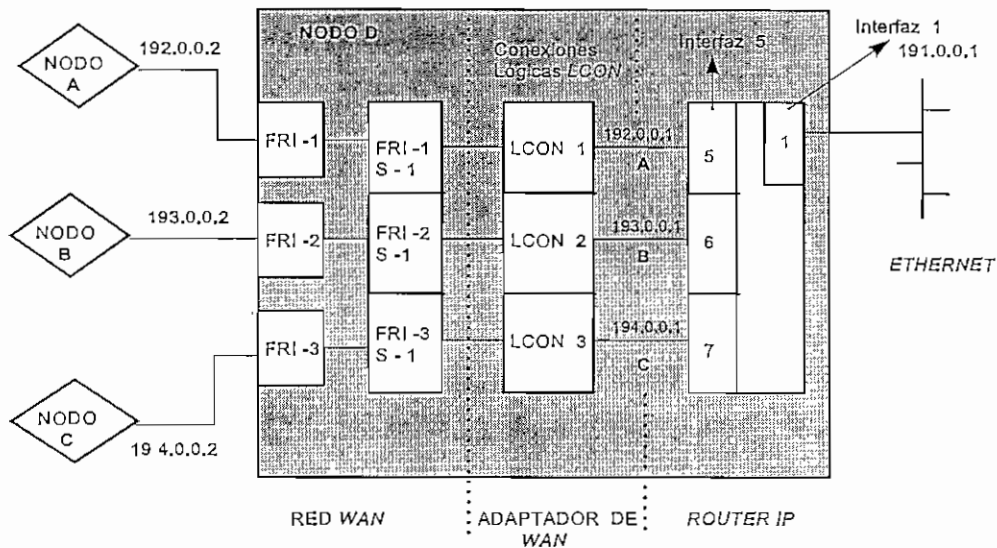 NODO D
Conexiones
Lógicas LCON
Interfaz 5
Interfaz 1
191.0.0.1
192.0.0.2
NODO
A
FRI -1
FRI -1
S - 1
LCON 1
192.0.0.1
A
5
1
193.0.0.2
NODO
B
FRI -2
FRI -2
S -1
LCON 2
193.0.0.1
B
6
ETHERNET
FRI -3
FRI -3
S - 1
LCON 3
194.0.0.1
C
7
NODO
C
19 4.0.0.2
RED WAN
ADAPTADOR DE
WAN
ROUTER IP